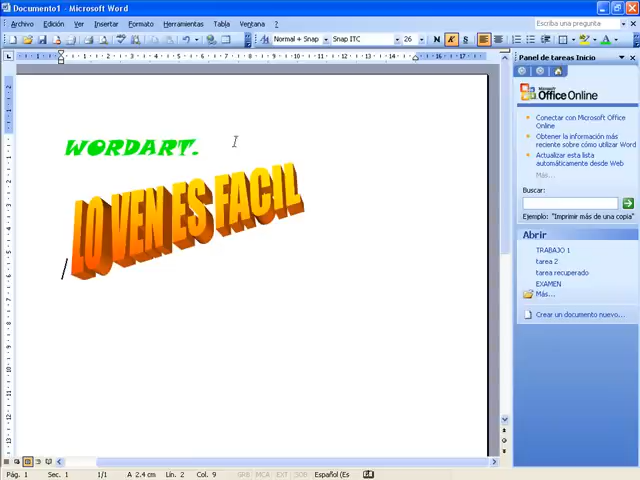 Documento1 - Microsoft Word
Archivo Edición Ver Insertar Formato Herramientas Tabla Ventana ?
Escriba una pregunta
Normal + Snap Snap ITC 26 N K S
Panel de tareas Inicio
Office Online
Conectar con Microsoft Office
Online
Obtener la información más
reciente sobre cómo utilizar Word
Actualizar esta lista
automáticamente desde Web
Más...
Buscar:
Ejemplo: "Imprimir más de una copia"
Abrir
TRABAJO 1
tarea 2
tarea recuperado
EXAMEN
Más...
Crear un documento nuevo...
WORDART.
LO VEN ES FACIL
Pág. 1 Sec. 1 1/1 A 2.4 cm Lín. 2 Col. 9 GRB MCA EXT SOB Español (Es